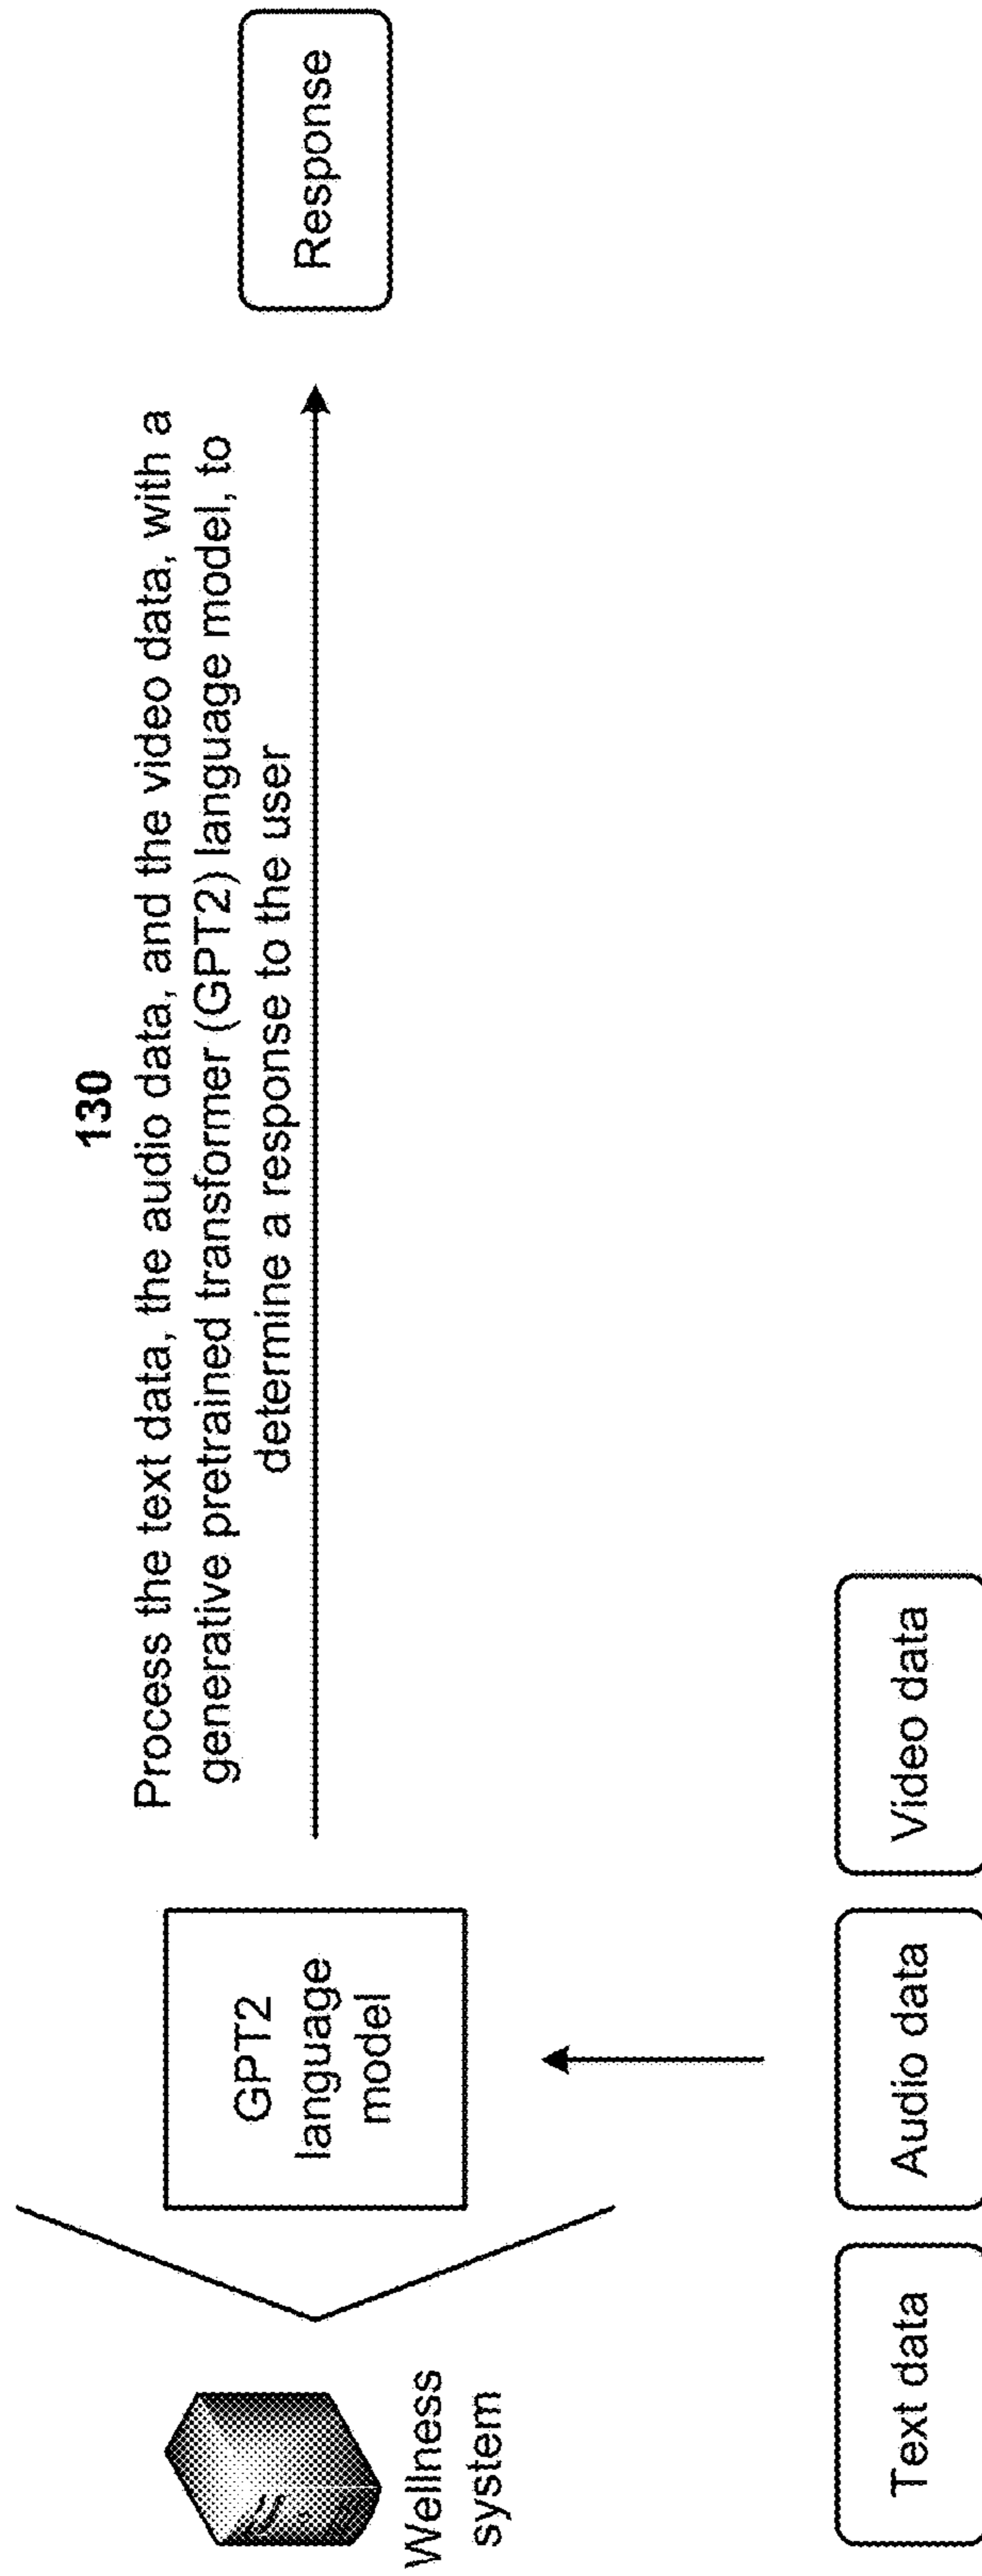 130
Process the text data, the audio data, and the video data, with a
generative pretrained transformer (GPT2) language model, to
determine a response to the user
Response
GPT2
language
model
Wellness
system
Text data
Audio data
Video data